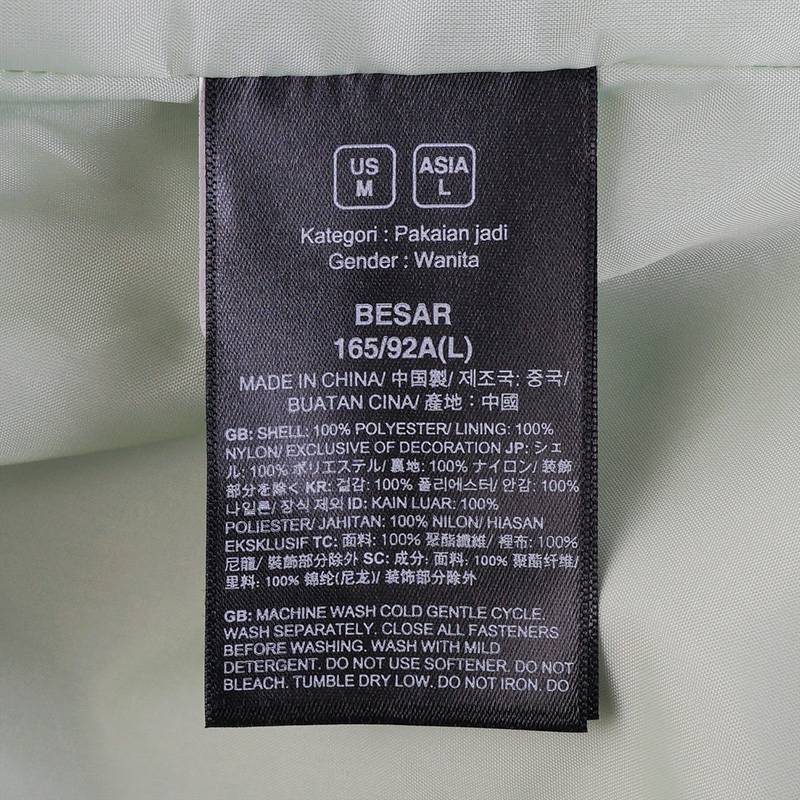 US
M
ASIA
L
Kategori : Pakaian jadi
Gender : Wanita
BESAR
165/92A(L)
MADE IN CHINA/ 中国製/ 제조국: 중국/
BUATAN CINA/ 產地：中國
GB: SHELL: 100% POLYESTER/ LINING: 100%
NYLON/ EXCLUSIVE OF DECORATION JP: シェ
ル: 100% ポリエステル/ 裏地: 100% ナイロン/ 装飾
部分を除く KR: 겉감: 100% 폴리에스터/ 안감: 100%
나일론/ 장식 제외 ID: KAIN LUAR: 100%
POLIESTER/ JAHITAN: 100% NILON/ HIASAN
EKSKLUSIF TC: 面料: 100% 聚酯纖維/ 裡布: 100%
尼龍/ 裝飾部分除外 SC: 成分: 面料: 100% 聚酯纤维/
里料: 100% 锦纶(尼龙)/ 装饰部分除外
GB: MACHINE WASH COLD GENTLE CYCLE.
WASH SEPARATELY. CLOSE ALL FASTENERS
BEFORE WASHING. WASH WITH MILD
DETERGENT. DO NOT USE SOFTENER. DO NOT
BLEACH. TUMBLE DRY LOW. DO NOT IRON. DO